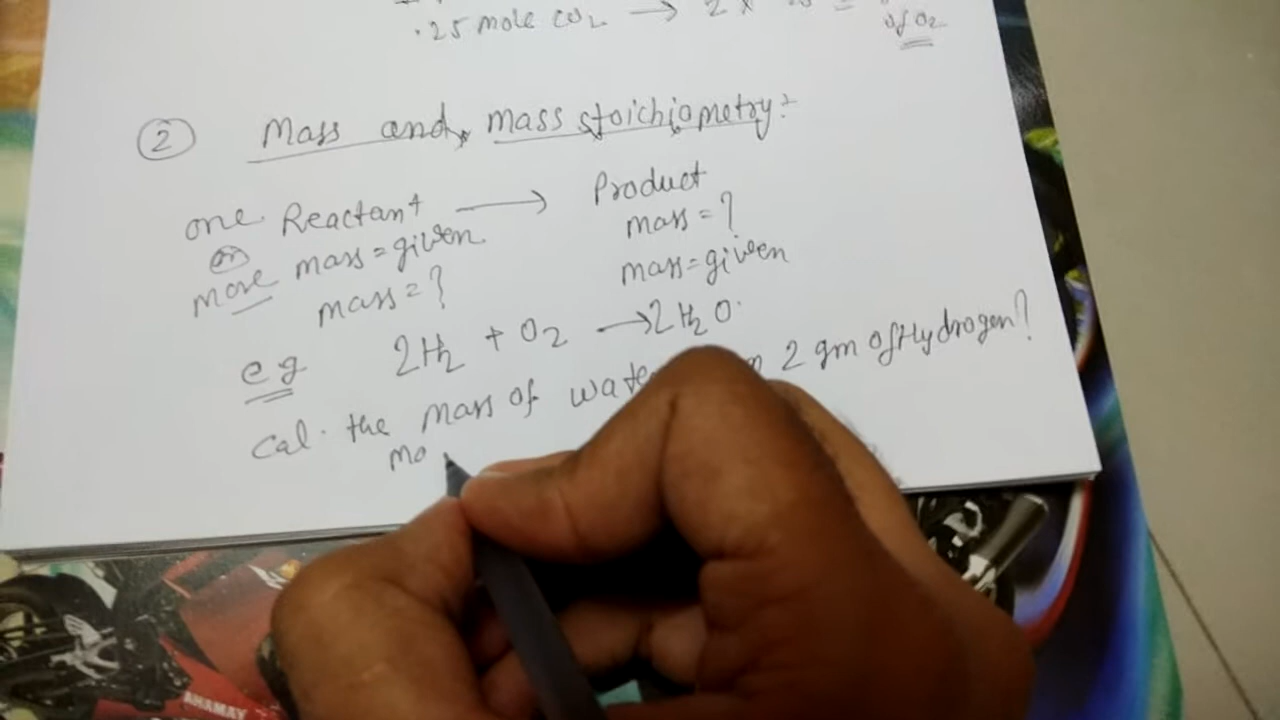 .25 mole CO2 → 2 x =
of O2
② Mass and mass stoichiometry:
one Reactant → Product
or mass = given mass = ?
more mass = ? mass = given
e.g 2H2 + O2 → 2H2O.
Cal. the mass of wate 2 gm of Hydrogen?
mo
AHAMAY